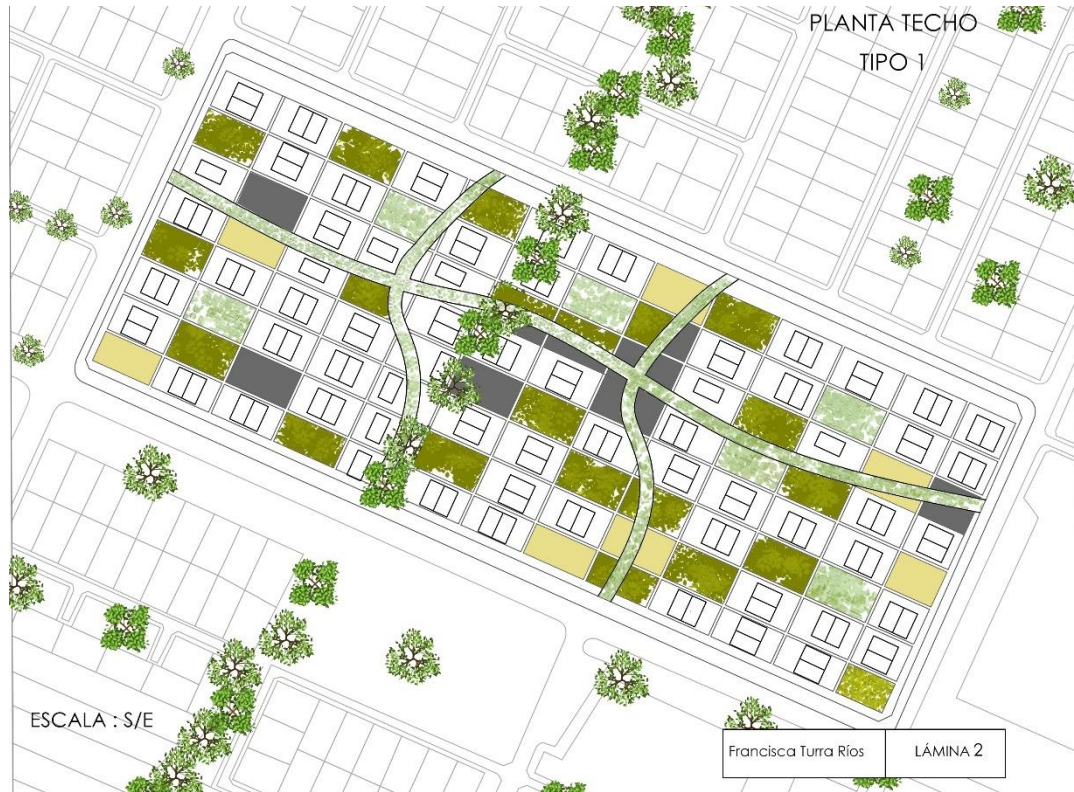 PLANTA TECHO
TIPO 1
ESCALA : S/E
Francisca Turra Ríos
LÁMINA 2